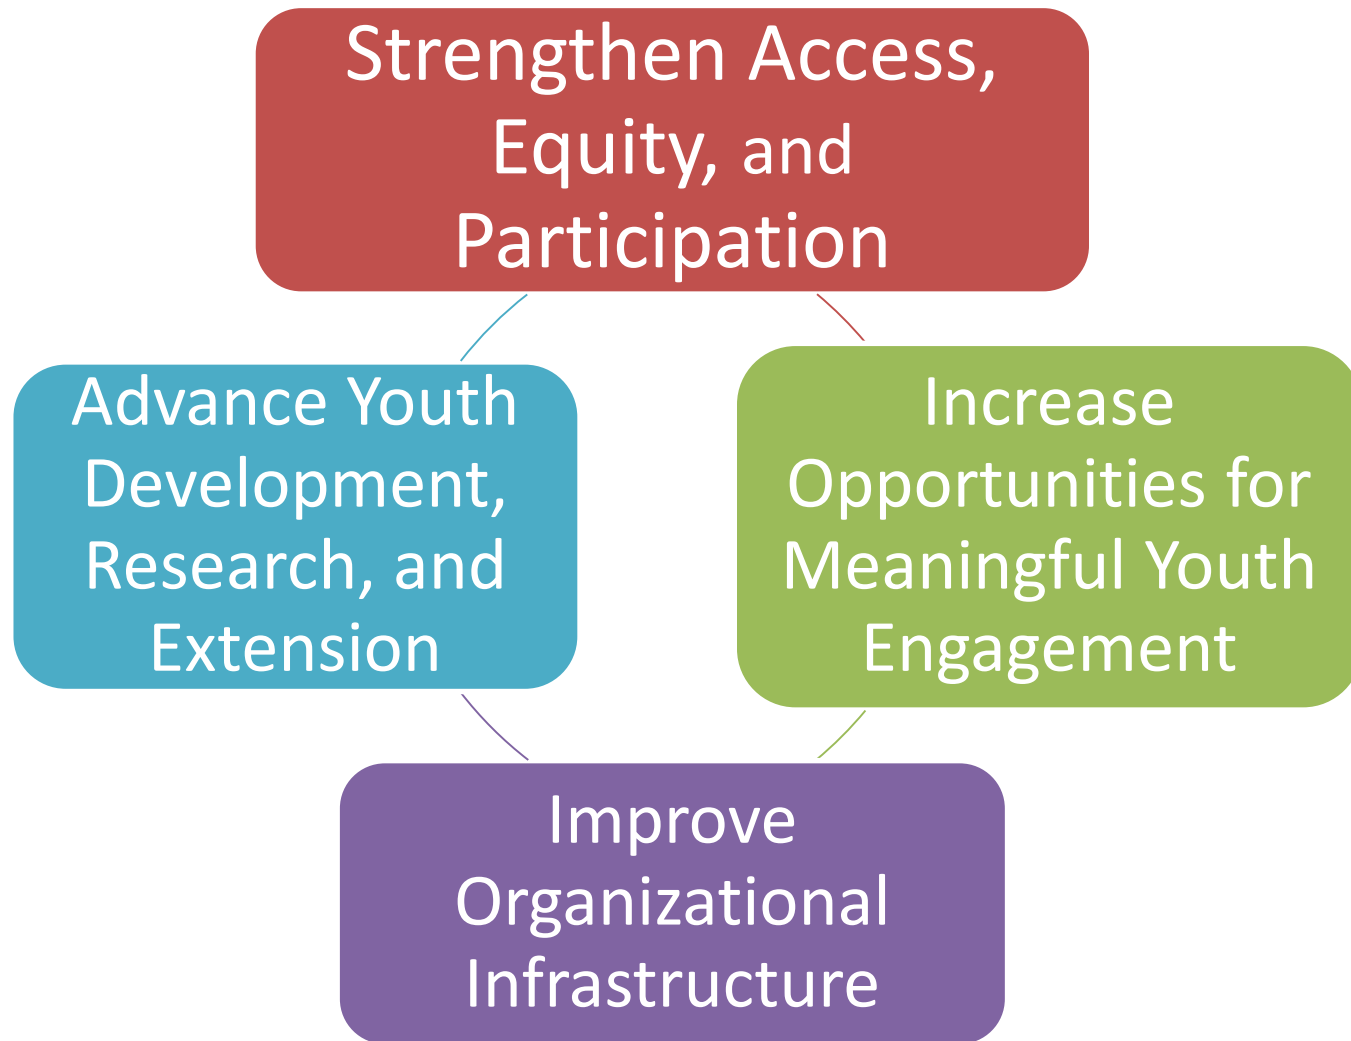 Strengthen Access,
Equity, and
Participation
Advance Youth
Development,
Research, and
Extension
Increase
Opportunities for
Meaningful Youth
Engagement
Improve
Organizational
Infrastructure